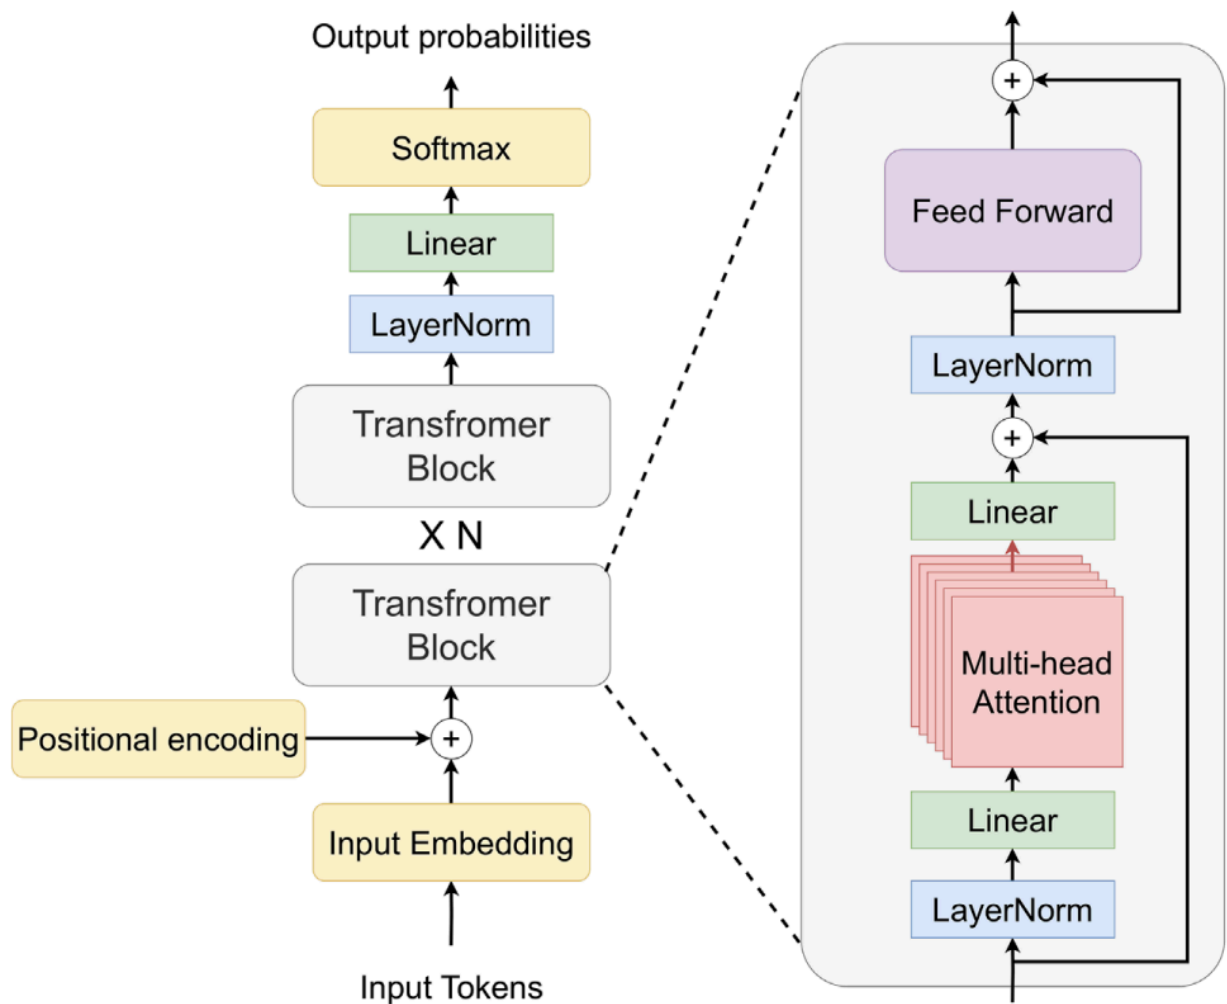 Output probabilities
Softmax
Linear
LayerNorm
Transfromer
Block
X N
Transfromer
Block
Positional encoding
+
Input Embedding
Input Tokens
+
Feed Forward
LayerNorm
+
Linear
Multi-head
Attention
Linear
LayerNorm